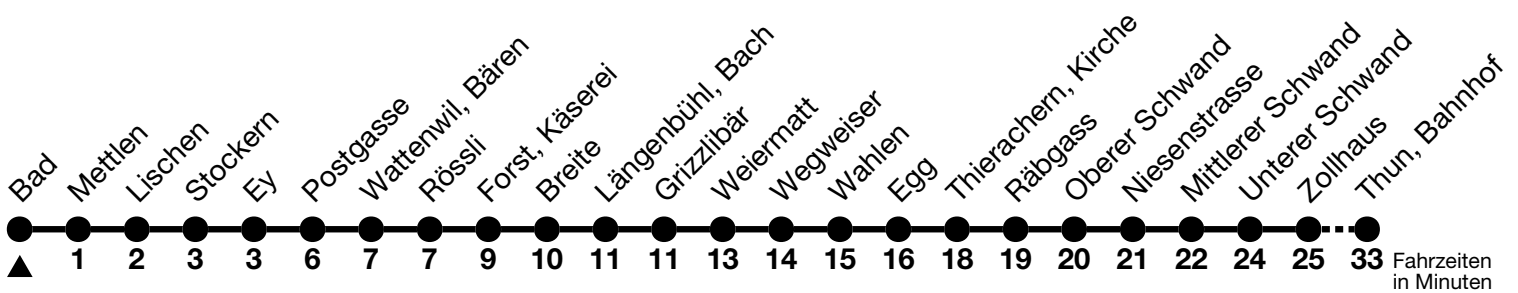 Bad
Mettlen
Lischen
Stockern
Ey
Postgasse
Wattenwil, Bären
Rössli
Forst, Käserei
Breite
Längenbühl, Bach
Grizzlibär
Weiermatt
Wegweiser
Wahlen
Egg
Thierachern, Kirche
Räbgass
Oberer Schwand
Niesenstrasse
Mittlerer Schwand
Unterer Schwand
Zollhaus
Thun, Bahnhof
1 2 3 3 6 7 7 9 10 11 11 13 14 15 16 18 19 20 21 22 24 25 33 Fahrzeiten
in Minuten